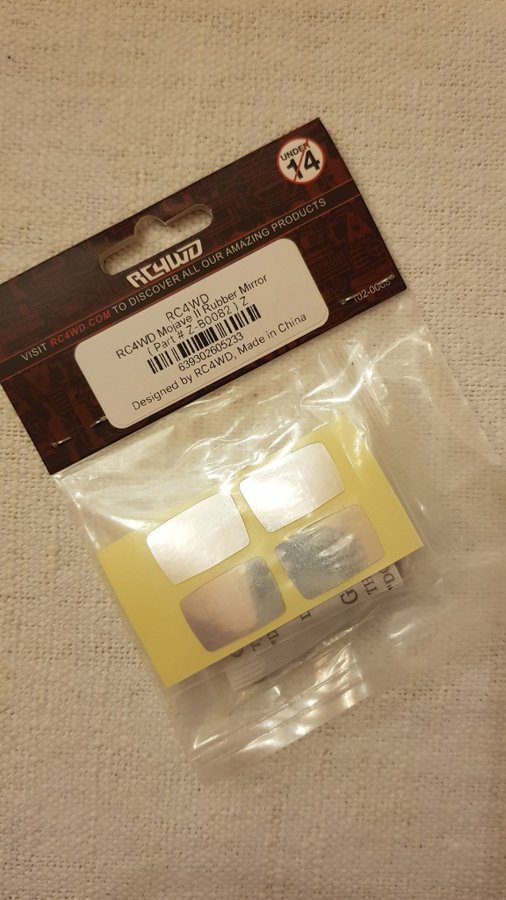 UNDER
14
RC4WD
VISIT RC4WD.COM TO DISCOVER ALL OUR AMAZING PRODUCTS
RC4WD
RC4WD Mojave II Rubber Mirror
( Part # Z-B0082 ) Z
639302605233
Designed by RC4WD, Made in China
G
TH
"D